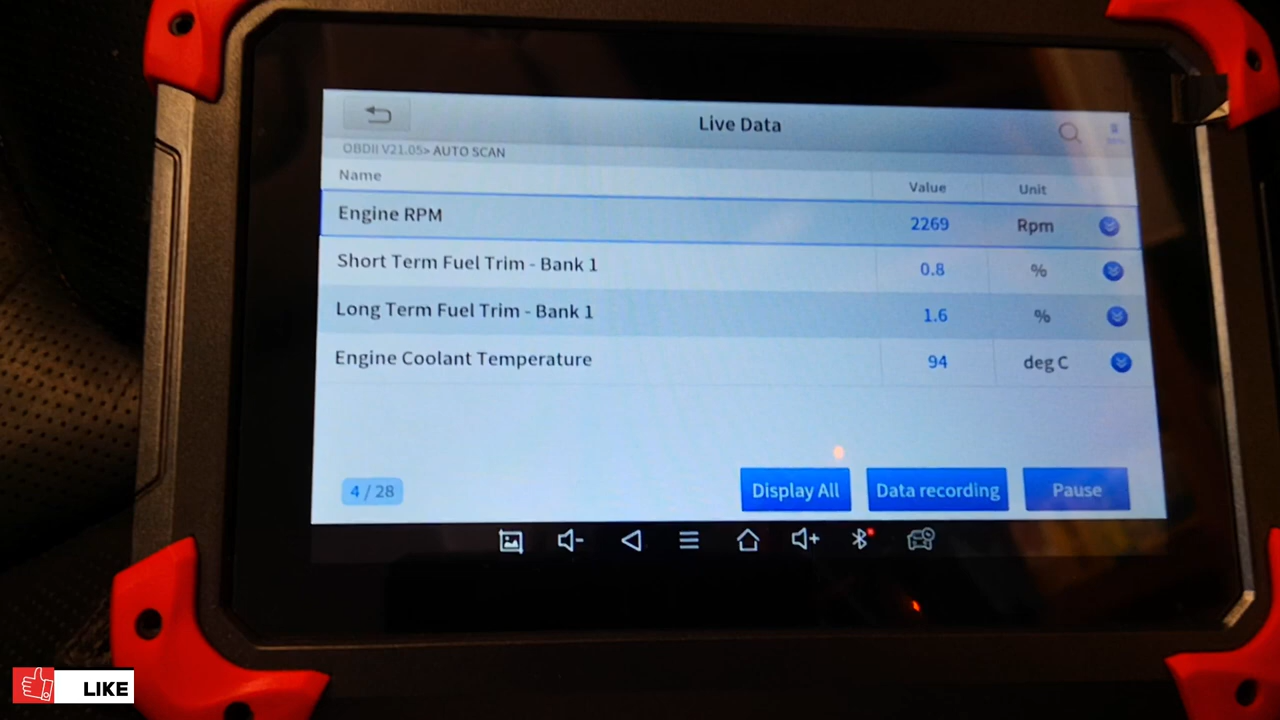 Live Data
OBDII V21.05> AUTO SCAN
Name Value Unit
Engine RPM 2269 Rpm
Short Term Fuel Trim - Bank 1 0.8 %
Long Term Fuel Trim - Bank 1 1.6 %
Engine Coolant Temperature 94 deg C
4 / 28 Display All Data recording Pause
LIKE